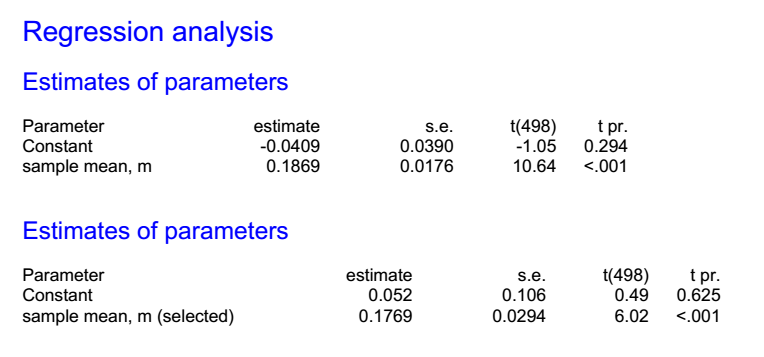 Regression analysis
Estimates of parameters
Parameter estimate s.e. t(498) t pr.
Constant -0.0409 0.0390 -1.05 0.294
sample mean, m 0.1869 0.0176 10.64 <.001
Estimates of parameters
Parameter estimate s.e. t(498) t pr.
Constant 0.052 0.106 0.49 0.625
sample mean, m (selected) 0.1769 0.0294 6.02 <.001